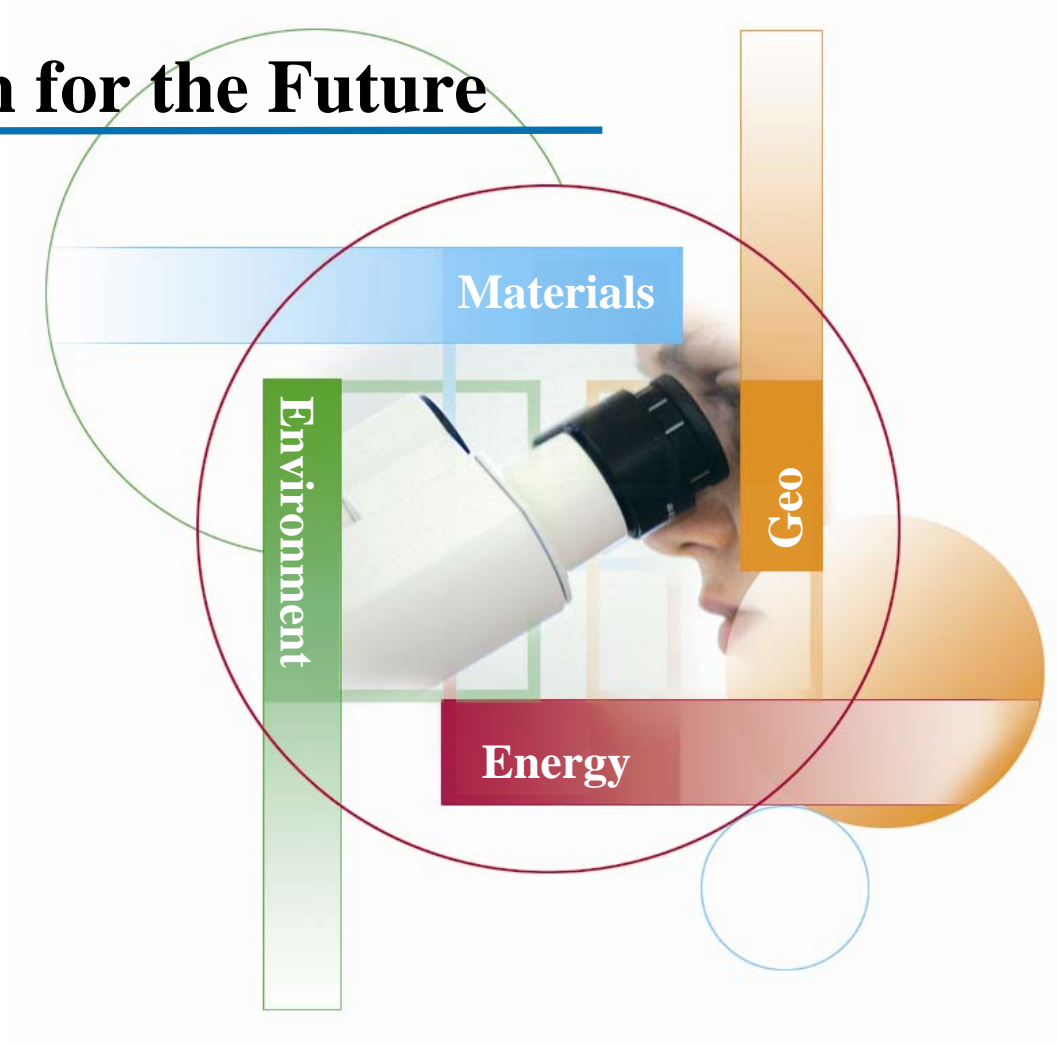 for the Future
Materials
Environment
Geo
Energy